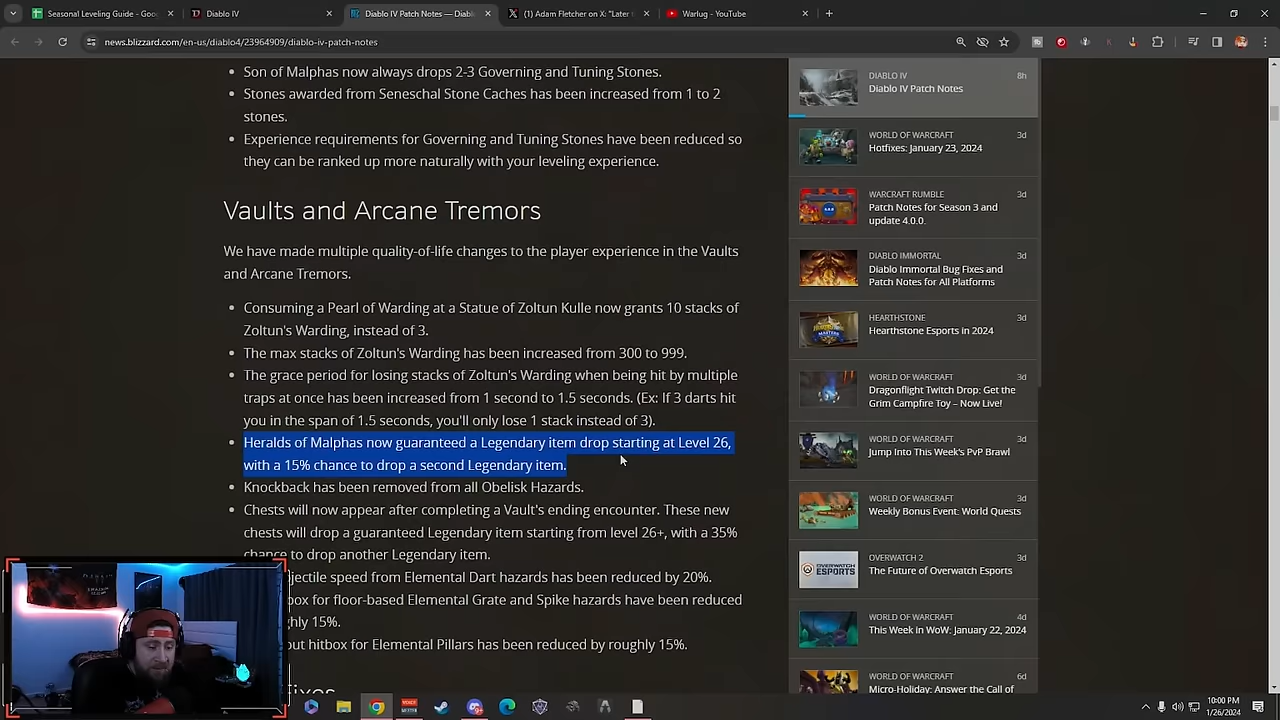 Seasonal Leveling Guide - Goo
Diablo IV
Diablo IV Patch Notes — Diablo
(1) Adam Fletcher on X: "Later t
Warlug - YouTube
news.blizzard.com/en-us/diablo4/23964909/diablo-iv-patch-notes
Son of Malphas now always drops 2-3 Governing and Tuning Stones.
Stones awarded from Seneschal Stone Caches has been increased from 1 to 2
stones.
Experience requirements for Governing and Tuning Stones have been reduced so
they can be ranked up more naturally with your leveling experience.
Vaults and Arcane Tremors
We have made multiple quality-of-life changes to the player experience in the Vaults
and Arcane Tremors.
Consuming a Pearl of Warding at a Statue of Zoltun Kulle now grants 10 stacks of
Zoltun's Warding, instead of 3.
The max stacks of Zoltun's Warding has been increased from 300 to 999.
The grace period for losing stacks of Zoltun's Warding when being hit by multiple
traps at once has been increased from 1 second to 1.5 seconds. (Ex: If 3 darts hit
you in the span of 1.5 seconds, you'll only lose 1 stack instead of 3).
Heralds of Malphas now guaranteed a Legendary item drop starting at Level 26,
with a 15% chance to drop a second Legendary item.
Knockback has been removed from all Obelisk Hazards.
Chests will now appear after completing a Vault's ending encounter. These new
chests will drop a guaranteed Legendary item starting from level 26+, with a 35%
chance to drop another Legendary item.
jectile speed from Elemental Dart hazards has been reduced by 20%.
box for floor-based Elemental Grate and Spike hazards have been reduced
ghly 15%.
out hitbox for Elemental Pillars has been reduced by roughly 15%.
Fixes
DIABLO IV 8h
Diablo IV Patch Notes
WORLD OF WARCRAFT 3d
Hotfixes: January 23, 2024
WARCRAFT RUMBLE 3d
Patch Notes for Season 3 and
update 4.0.0.
DIABLO IMMORTAL 3d
Diablo Immortal Bug Fixes and
Patch Notes for All Platforms
HEARTHSTONE 3d
Hearthstone Esports in 2024
WORLD OF WARCRAFT 3d
Dragonflight Twitch Drop: Get the
Grim Campfire Toy – Now Live!
WORLD OF WARCRAFT 3d
Jump Into This Week's PvP Brawl
WORLD OF WARCRAFT 3d
Weekly Bonus Event: World Quests
OVERWATCH 2 3d
The Future of Overwatch Esports
WORLD OF WARCRAFT 4d
This Week in WoW: January 22, 2024
WORLD OF WARCRAFT 6d
Micro-Holiday: Answer the Call of
10:00 PM
1/26/2024